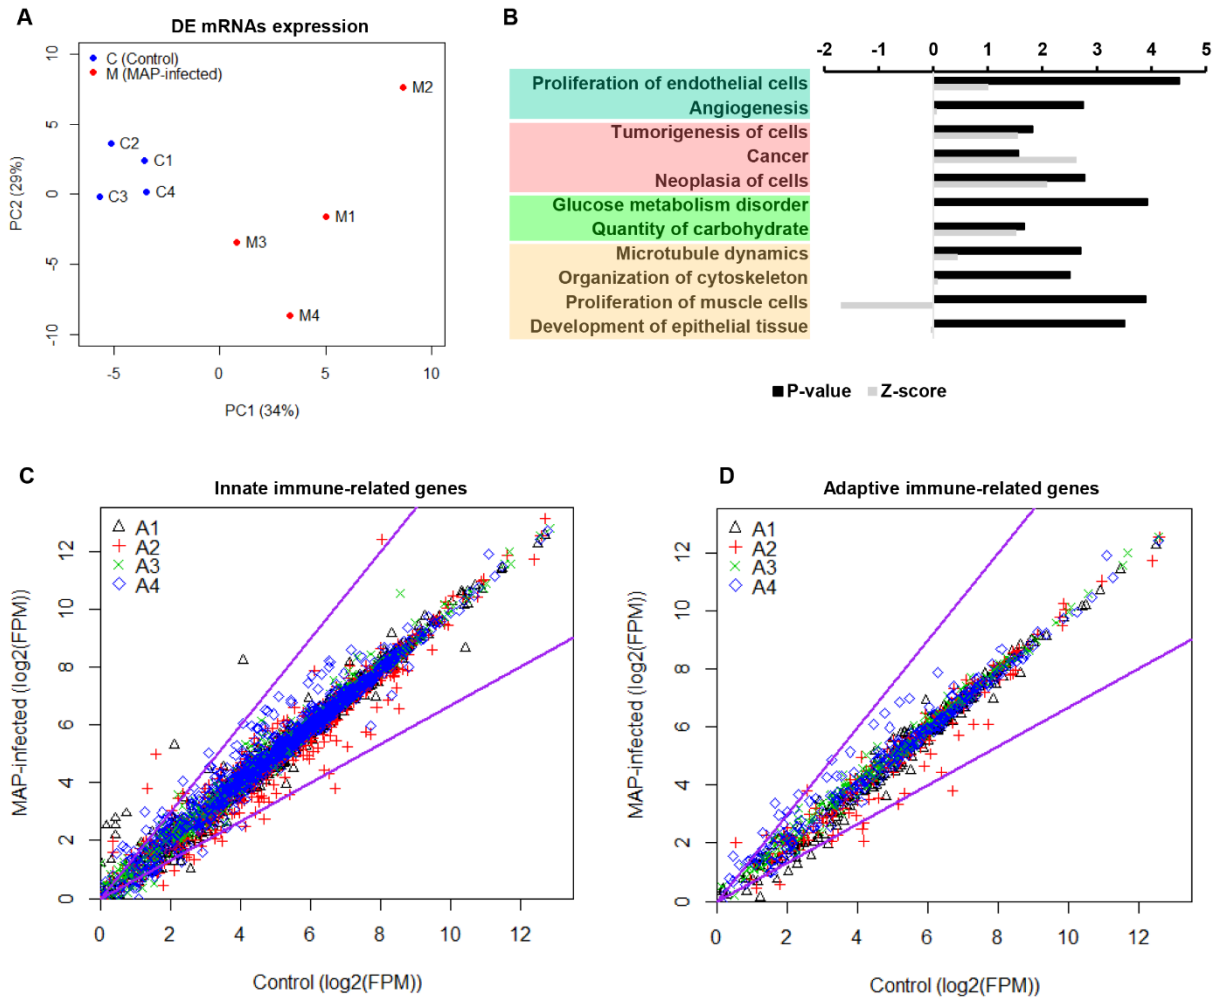 A
DE mRNAs expression
C (Control)
M (MAP-infected)
M2
C2
C1
C3
C4
M1
M3
M4
10
5
0
-5
-10
PC2 (29%)
-5
0
5
10
PC1 (34%)
B
-2 -1 0 1 2 3 4 5
Proliferation of endothelial cells
Angiogenesis
Tumorigenesis of cells
Cancer
Neoplasia of cells
Glucose metabolism disorder
Quantity of carbohydrate
Microtubule dynamics
Organization of cytoskeleton
Proliferation of muscle cells
Development of epithelial tissue
P-value Z-score
C
Innate immune-related genes
A1
A2
A3
A4
12
10
8
6
4
2
0
MAP-infected (log2(FPM))
0 2 4 6 8 10 12
Control (log2(FPM))
D
Adaptive immune-related genes
A1
A2
A3
A4
12
10
8
6
4
2
0
MAP-infected (log2(FPM))
0 2 4 6 8 10 12
Control (log2(FPM))